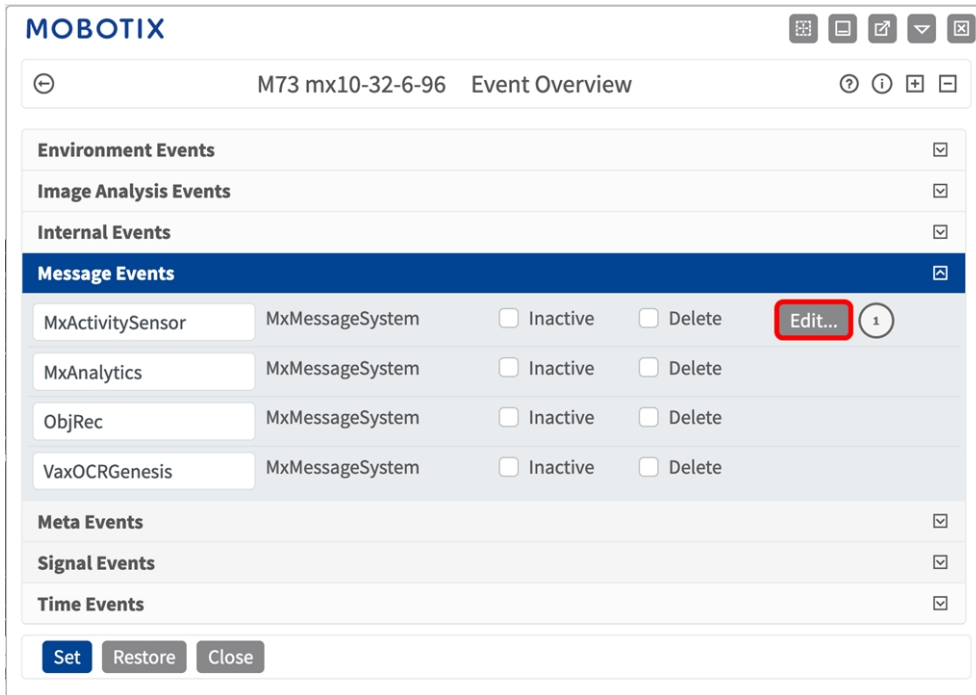 MOBOTIX
M73 mx10-32-6-96 Event Overview
Environment Events
Image Analysis Events
Internal Events
Message Events
MxActivitySensor MxMessageSystem Inactive Delete Edit... 1
MxAnalytics MxMessageSystem Inactive Delete
ObjRec MxMessageSystem Inactive Delete
VaxOCRGenesis MxMessageSystem Inactive Delete
Meta Events
Signal Events
Time Events
Set Restore Close